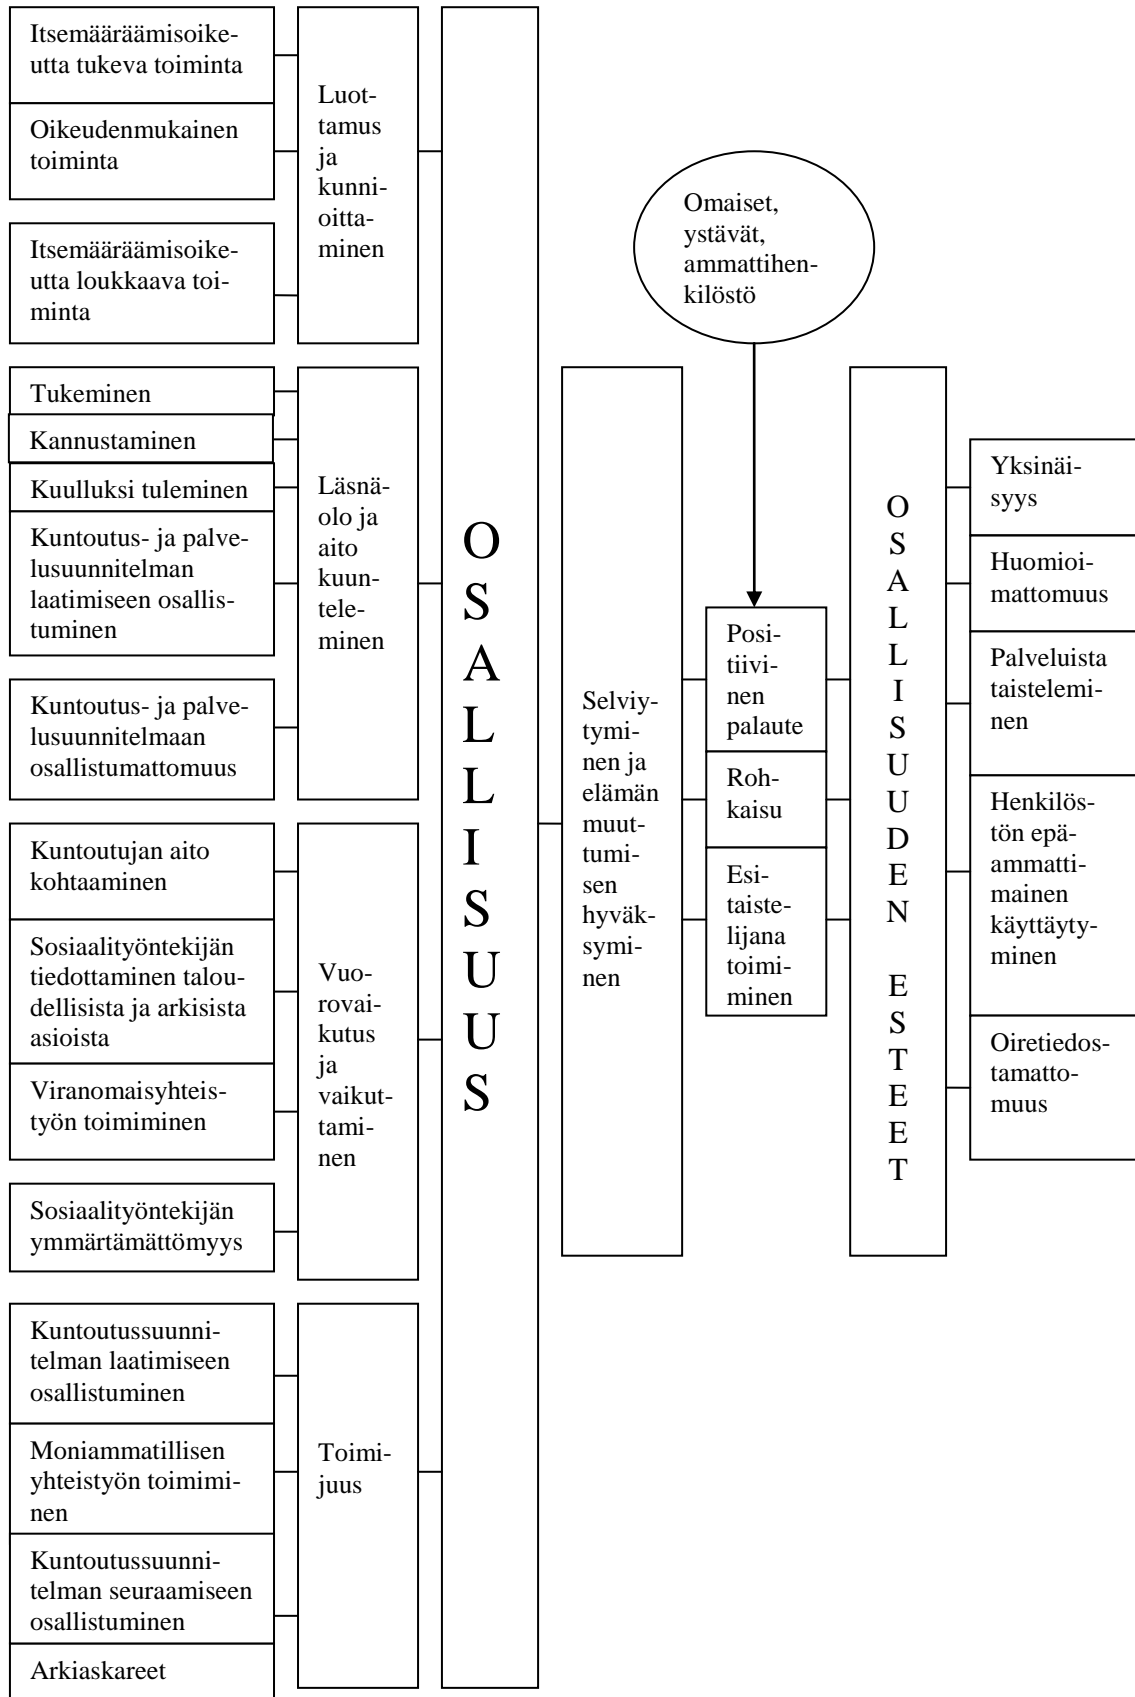 Itsemääräämisoike-
utta tukeva toiminta
Oikeudenmukainen
toiminta
Itsemääräämisoike-
utta loukkaava toi-
minta
Luot-
tamus
ja
kunni-
oitta-
minen
Tukeminen
Kannustaminen
Kuulluksi tuleminen
Kuntoutus- ja palve-
lusuunnitelman
laatimiseen osallis-
tuminen
Kuntoutus- ja palve-
lusuunnitelmaan
osallistumattomuus
Läsnä-
olo ja
aito
kuun-
tele-
minen
Kuntoutujan aito
kohtaaminen
Sosiaalityöntekijän
tiedottaminen talou-
dellisista ja arkisista
asioista
Viranomaisyhteis-
työn toimiminen
Sosiaalityöntekijän
ymmärtämättömyys
Vuo-
rovai-
kutus
ja
vaikut-
tami-
nen
Kuntoutussuunni-
telman laatimiseen
osallistuminen
Moniammatillisen
yhteistyön toimimi-
nen
Kuntoutussuunni-
telman seuraamiseen
osallistuminen
Arkiaskareet
Toimi-
juus
O
S
A
L
L
I
S
U
U
S
Selviy-
tymi-
nen ja
elämän
muut-
tumi-
sen
hyväk-
symi-
nen
Omaiset,
ystävät,
ammattihen-
kilöstö
Posi-
tiivi-
nen
palaute
Roh-
kaisu
Esi-
taiste-
lijana
toimi-
minen
O
S
A
L
L
I
S
U
U
D
E
N
E
S
T
E
E
T
Yksinäi-
syys
Huomioi-
mattomuus
Palveluista
taistelemi-
nen
Henkilös-
tön epä-
ammatti-
mainen
käyttäyty-
minen
Oiretiedos-
tamatto-
muus